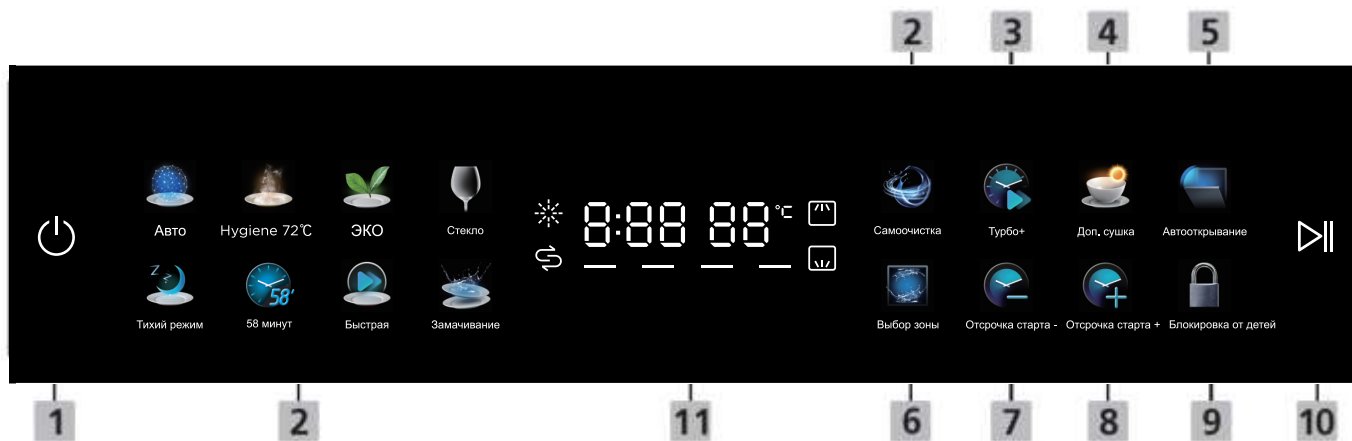 2 3 4 5
8:88 88 °C
Авто Hygiene 72℃ ЭКО Стекло Самоочистка Турбо+ Доп. сушка Автооткрывание
z z z 58'
Тихий режим 58 минут Быстрая Замачивание Выбор зоны Отсрочка старта - Отсрочка старта + Блокировка от детей
1 2 11 6 7 8 9 10